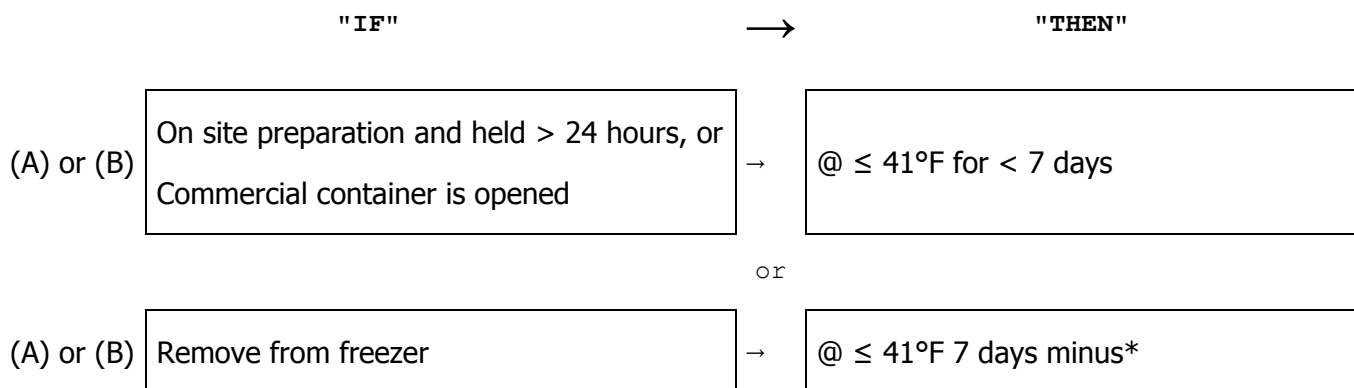 "IF" → "THEN"
(A) or (B) On site preparation and held > 24 hours, or → @ ≤ 41°F for < 7 days
Commercial container is opened
or
(A) or (B) Remove from freezer → @ ≤ 41°F 7 days minus*